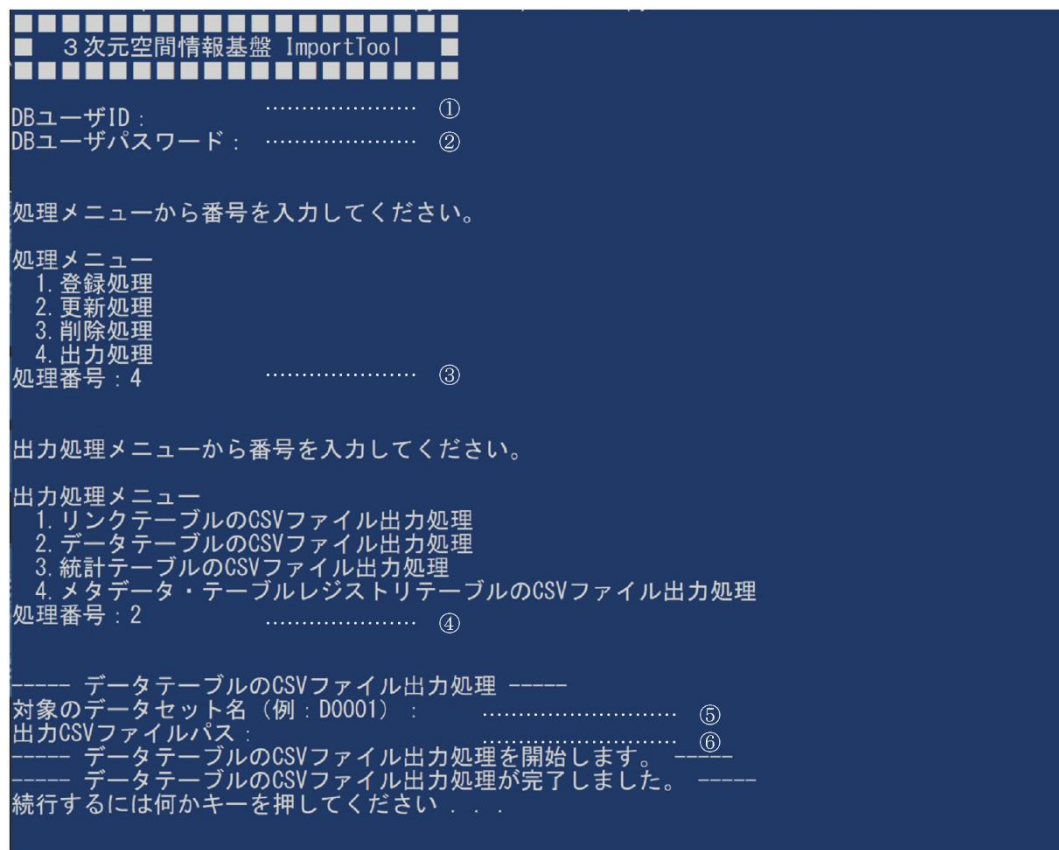 ■■■■■■■■■■■■■■■■■■■
■ ３次元空間情報基盤 ImportTool ■
■■■■■■■■■■■■■■■■■■■
DBユーザID： ………………… ①
DBユーザパスワード： ………………… ②
処理メニューから番号を入力してください。
処理メニュー
1.登録処理
2.更新処理
3.削除処理
4.出力処理
処理番号：4 ………………… ③
出力処理メニューから番号を入力してください。
出力処理メニュー
1.リンクテーブルのCSVファイル出力処理
2.データテーブルのCSVファイル出力処理
3.統計テーブルのCSVファイル出力処理
4.メタデータ・テーブルレジストリテーブルのCSVファイル出力処理
処理番号：2 ………………… ④
----- データテーブルのCSVファイル出力処理 -----
対象のデータセット名（例：D0001）： ……………………… ⑤
出力CSVファイルパス： ……………………… ⑥
----- データテーブルのCSVファイル出力処理を開始します。 -----
----- データテーブルのCSVファイル出力処理が完了しました。 -----
続行するには何かキーを押してください . . .